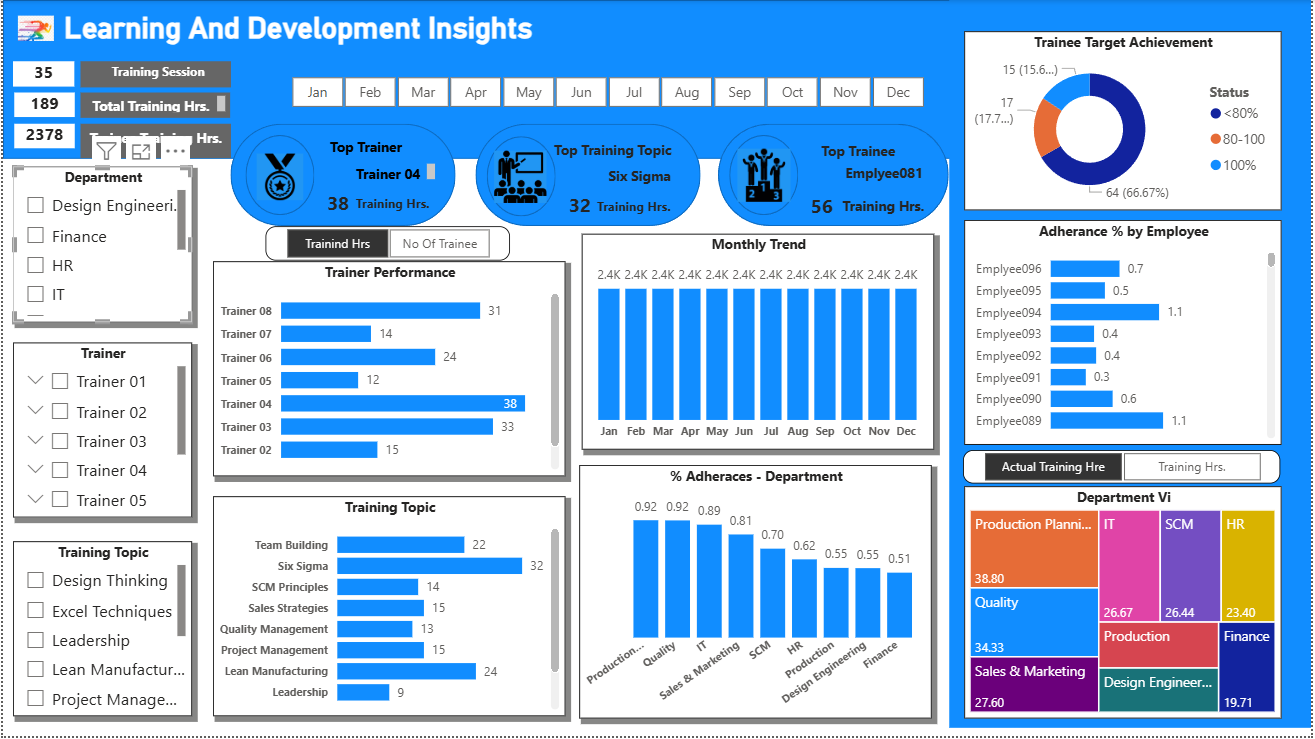 Learning And Development Insights
35 Training Session
189 Total Training Hrs.
2378 Training Hrs.
Jan Feb Mar Apr May Jun Jul Aug Sep Oct Nov Dec
Top Trainer
Trainer 04
38 Training Hrs.
Top Training Topic
Six Sigma
32 Training Hrs.
Top Trainee
Emplyee081
56 Training Hrs.
Department
Design Engineeri.
Finance
HR
IT
Trainer
Trainer 01
Trainer 02
Trainer 03
Trainer 04
Trainer 05
Training Topic
Design Thinking
Excel Techniques
Leadership
Lean Manufactur...
Project Manage...
Trainind Hrs No Of Trainee
Trainer Performance
Trainer 08 31
Trainer 07 14
Trainer 06 24
Trainer 05 12
Trainer 04 38
Trainer 03 33
Trainer 02 15
Training Topic
Team Building 22
Six Sigma 32
SCM Principles 14
Sales Strategies 15
Quality Management 13
Project Management 15
Lean Manufacturing 24
Leadership 9
Monthly Trend
2.4K 2.4K 2.4K 2.4K 2.4K 2.4K 2.4K 2.4K 2.4K 2.4K 2.4K 2.4K
Jan Feb Mar Apr May Jun Jul Aug Sep Oct Nov Dec
% Adheraces - Department
0.92 0.92 0.89 0.81 0.70 0.62 0.55 0.55 0.51
Production... Quality IT Sales & Marketing SCM HR Production Design Engineering Finance
Trainee Target Achievement
15 (15.6...)
17
(17.7...)
64 (66.67%)
Status
<80%
80-100
100%
Adherance % by Employee
Emplyee096 0.7
Emplyee095 0.5
Emplyee094 1.1
Emplyee093 0.4
Emplyee092 0.4
Emplyee091 0.3
Emplyee090 0.6
Emplyee089 1.1
Actual Training Hre Training Hrs.
Department Vi
Production Planni...
38.80
Quality
34.33
Sales & Marketing
27.60
IT
26.67
SCM
26.44
HR
23.40
Production
Design Engineer...
Finance
19.71